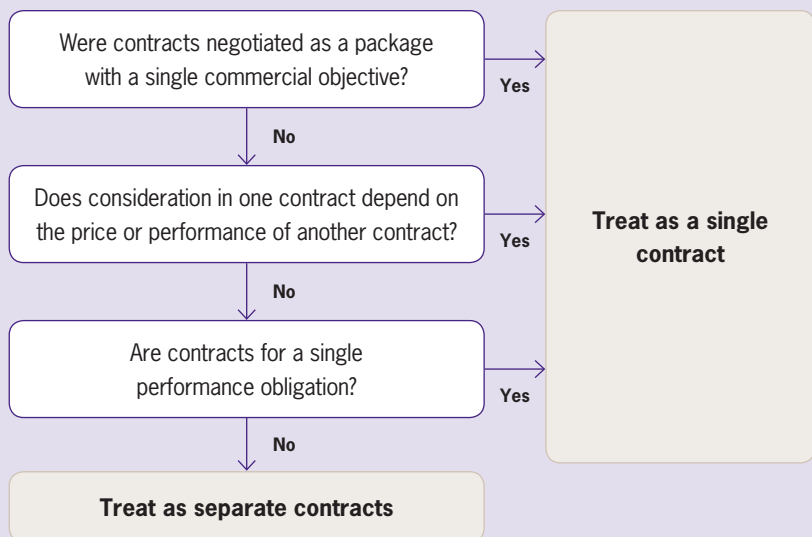 Were contracts negotiated as a package
with a single commercial objective?
Yes
No
Does consideration in one contract depend on
the price or performance of another contract?
Yes
Treat as a single
contract
No
Are contracts for a single
performance obligation?
Yes
No
Treat as separate contracts